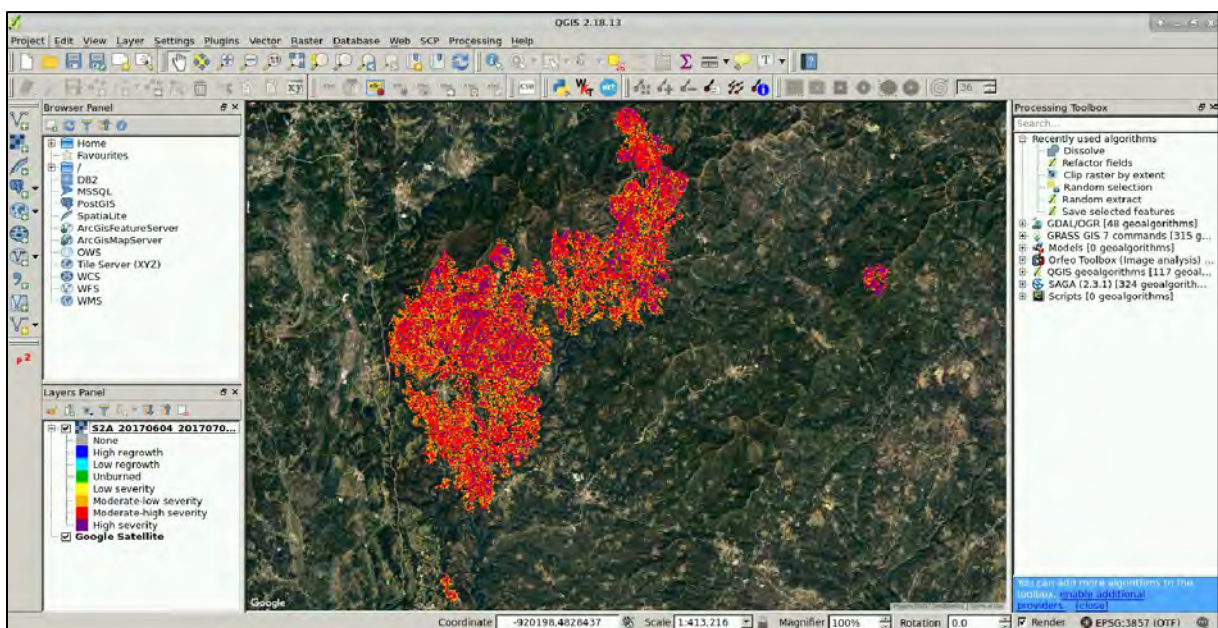 QGIS 2.18.13
Project Edit View Layer Settings Plugins Vector Raster Database Web SCP Processing Help
Browser Panel
Home
Favourites
/
DB2
MSSQL
PostGIS
SpatiaLite
ArcGisFeatureServer
ArcGisMapServer
OWS
Tile Server (XYZ)
WCS
WFS
WMS
Layers Panel
S2A_20170604_2017070...
None
High regrowth
Low regrowth
Unburned
Low severity
Moderate-low severity
Moderate-high severity
High severity
Google Satellite
Google
36
Processing Toolbox
Search...
Recently used algorithms
Dissolve
Refactor fields
Clip raster by extent
Random selection
Random extract
Save selected features
GDAL/OGR [48 geoalgorithms]
GRASS GIS 7 commands [315 g...
Models [0 geoalgorithms]
Orfeo Toolbox (Image analysis) ...
QGIS geoalgorithms [117 geoal...
SAGA (2.3.1) [324 geoalgorith...
Scripts [0 geoalgorithms]
You can add more algorithms to the
toolbox, enable additional
providers. [close]
Coordinate -920198,4828437 Scale 1:413,216 Magnifier 100% Rotation 0.0 Render EPSG:3857 (OTF)